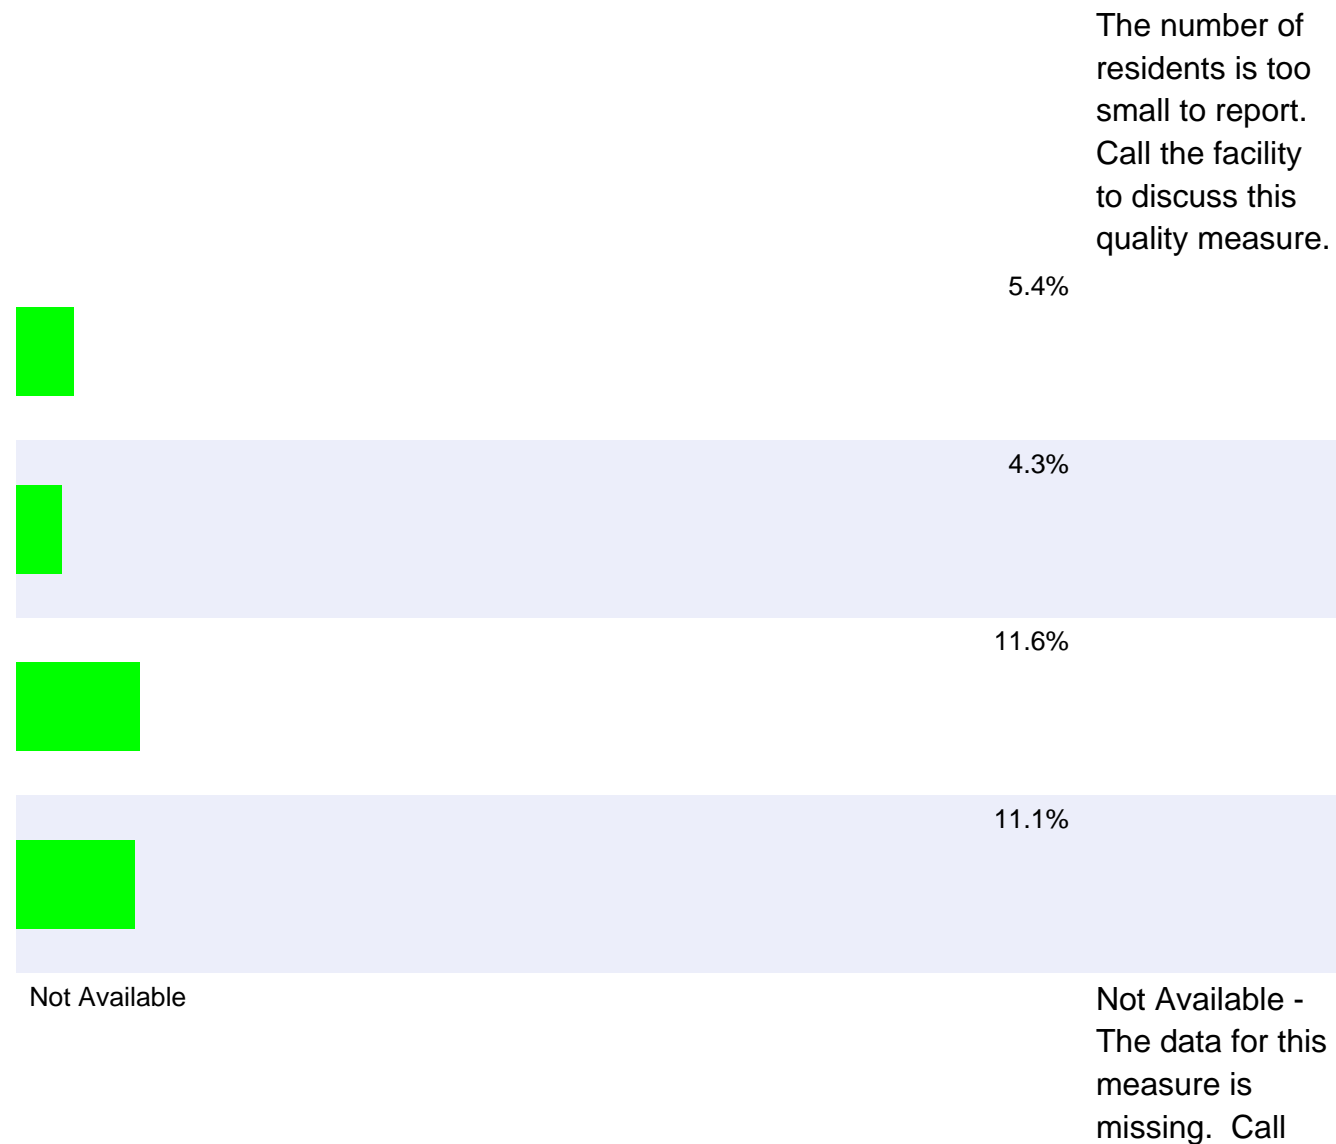 The number of
residents is too
small to report.
Call the facility
to discuss this
quality measure.
5.4%
4.3%
11.6%
11.1%
Not Available
Not Available -
The data for this
measure is
missing.  Call